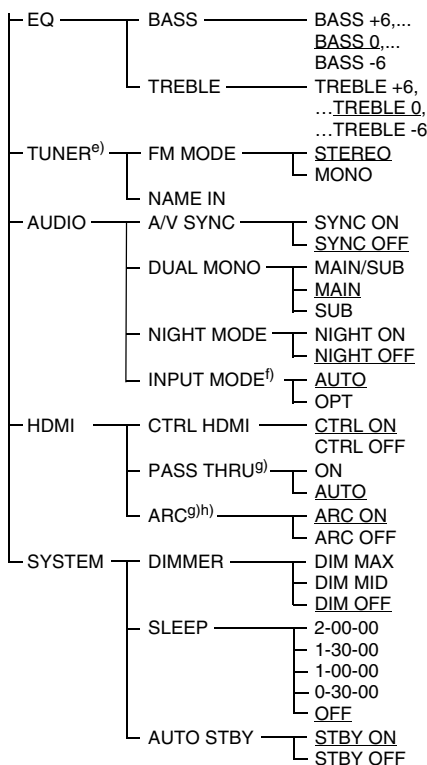 EQ BASS BASS +6,...
BASS 0,...
BASS -6
TREBLE TREBLE +6,
...TREBLE 0,
...TREBLE -6
TUNERe) FM MODE STEREO
MONO
NAME IN
AUDIO A/V SYNC SYNC ON
SYNC OFF
DUAL MONO MAIN/SUB
MAIN
SUB
NIGHT MODE NIGHT ON
NIGHT OFF
INPUT MODEf) AUTO
OPT
HDMI CTRL HDMI CTRL ON
CTRL OFF
PASS THRUg) ON
AUTO
ARCg)h) ARC ON
ARC OFF
SYSTEM DIMMER DIM MAX
DIM MID
DIM OFF
SLEEP 2-00-00
1-30-00
1-00-00
0-30-00
OFF
AUTO STBY STBY ON
STBY OFF